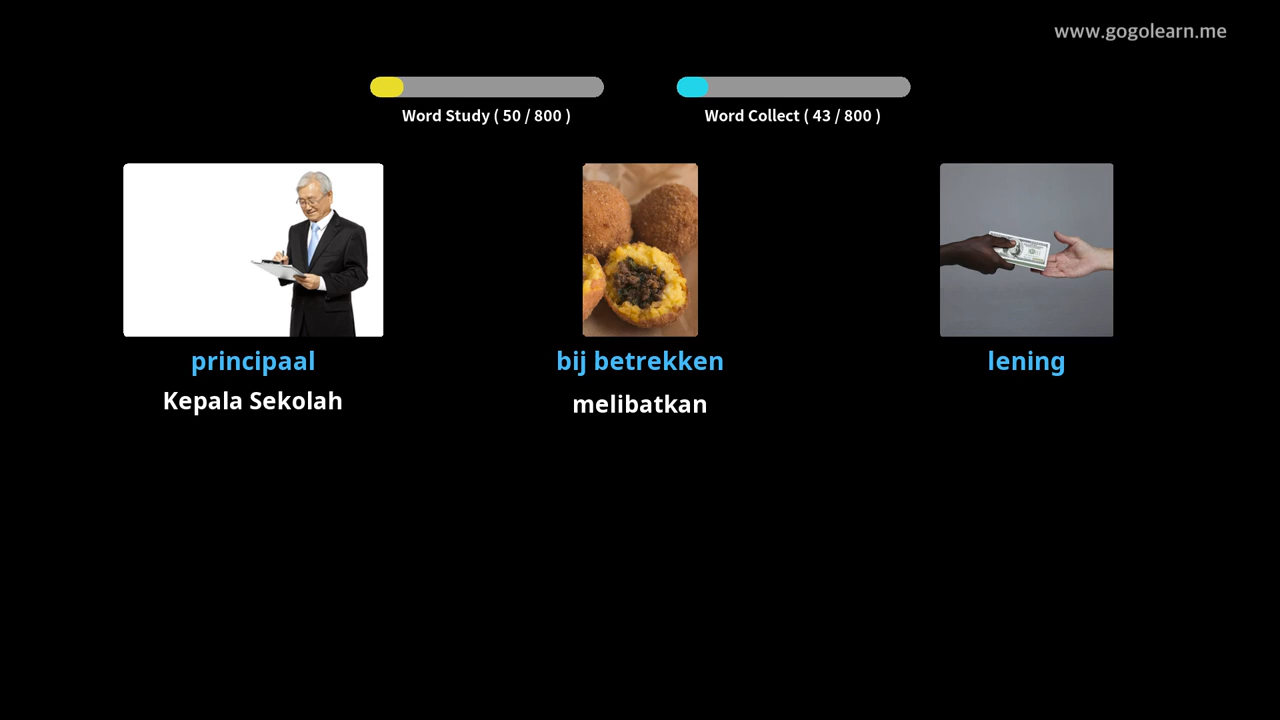 www.gogolearn.me
Word Study ( 50 / 800 )
Word Collect ( 43 / 800 )
principaal
bij betrekken
lening
Kepala Sekolah
melibatkan